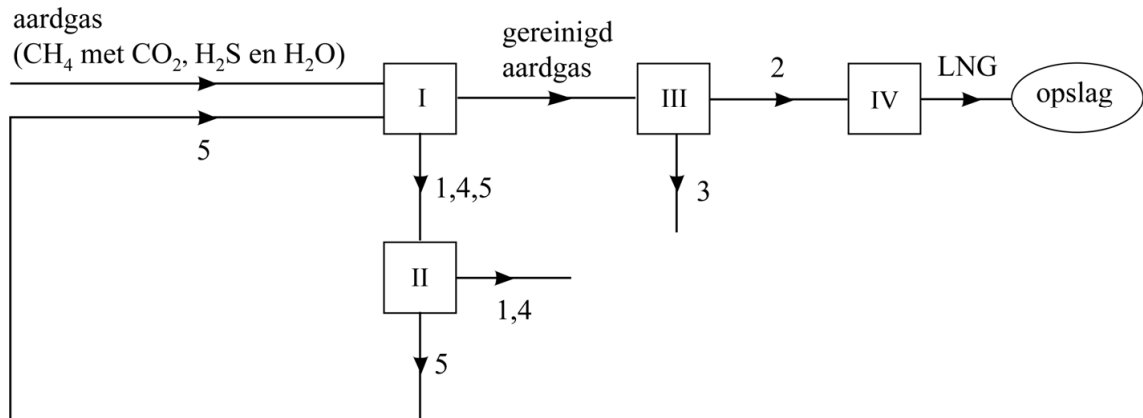 aardgas
(CH₄ met CO₂, H₂S en H₂O)
gereinigd
aardgas
2
LNG
I
III
IV
opslag
5
1,4,5
3
II
1,4
5